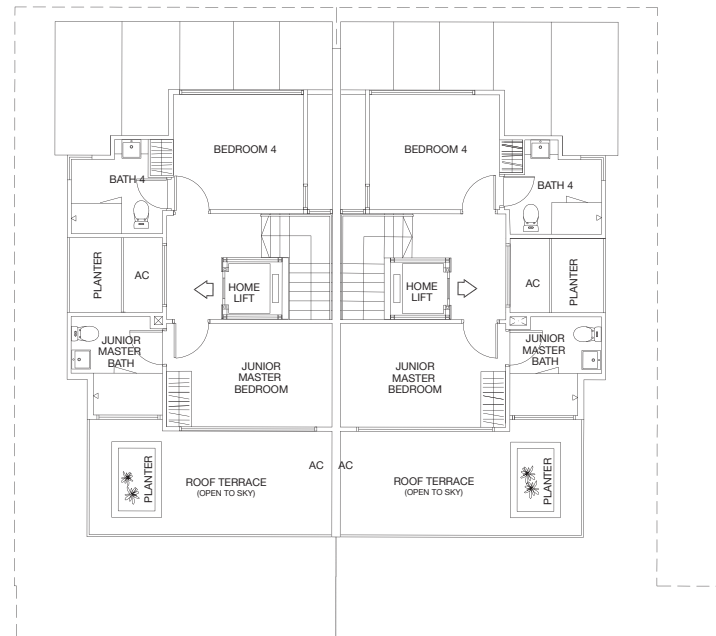 BEDROOM 4
BEDROOM 4
BATH 4
BATH 4
PLANTER
AC
HOME
LIFT
HOME
LIFT
AC
PLANTER
JUNIOR
MASTER
BATH
JUNIOR
MASTER
BEDROOM
JUNIOR
MASTER
BEDROOM
JUNIOR
MASTER
BATH
PLANTER
ROOF TERRACE
(OPEN TO SKY)
AC
AC
ROOF TERRACE
(OPEN TO SKY)
PLANTER